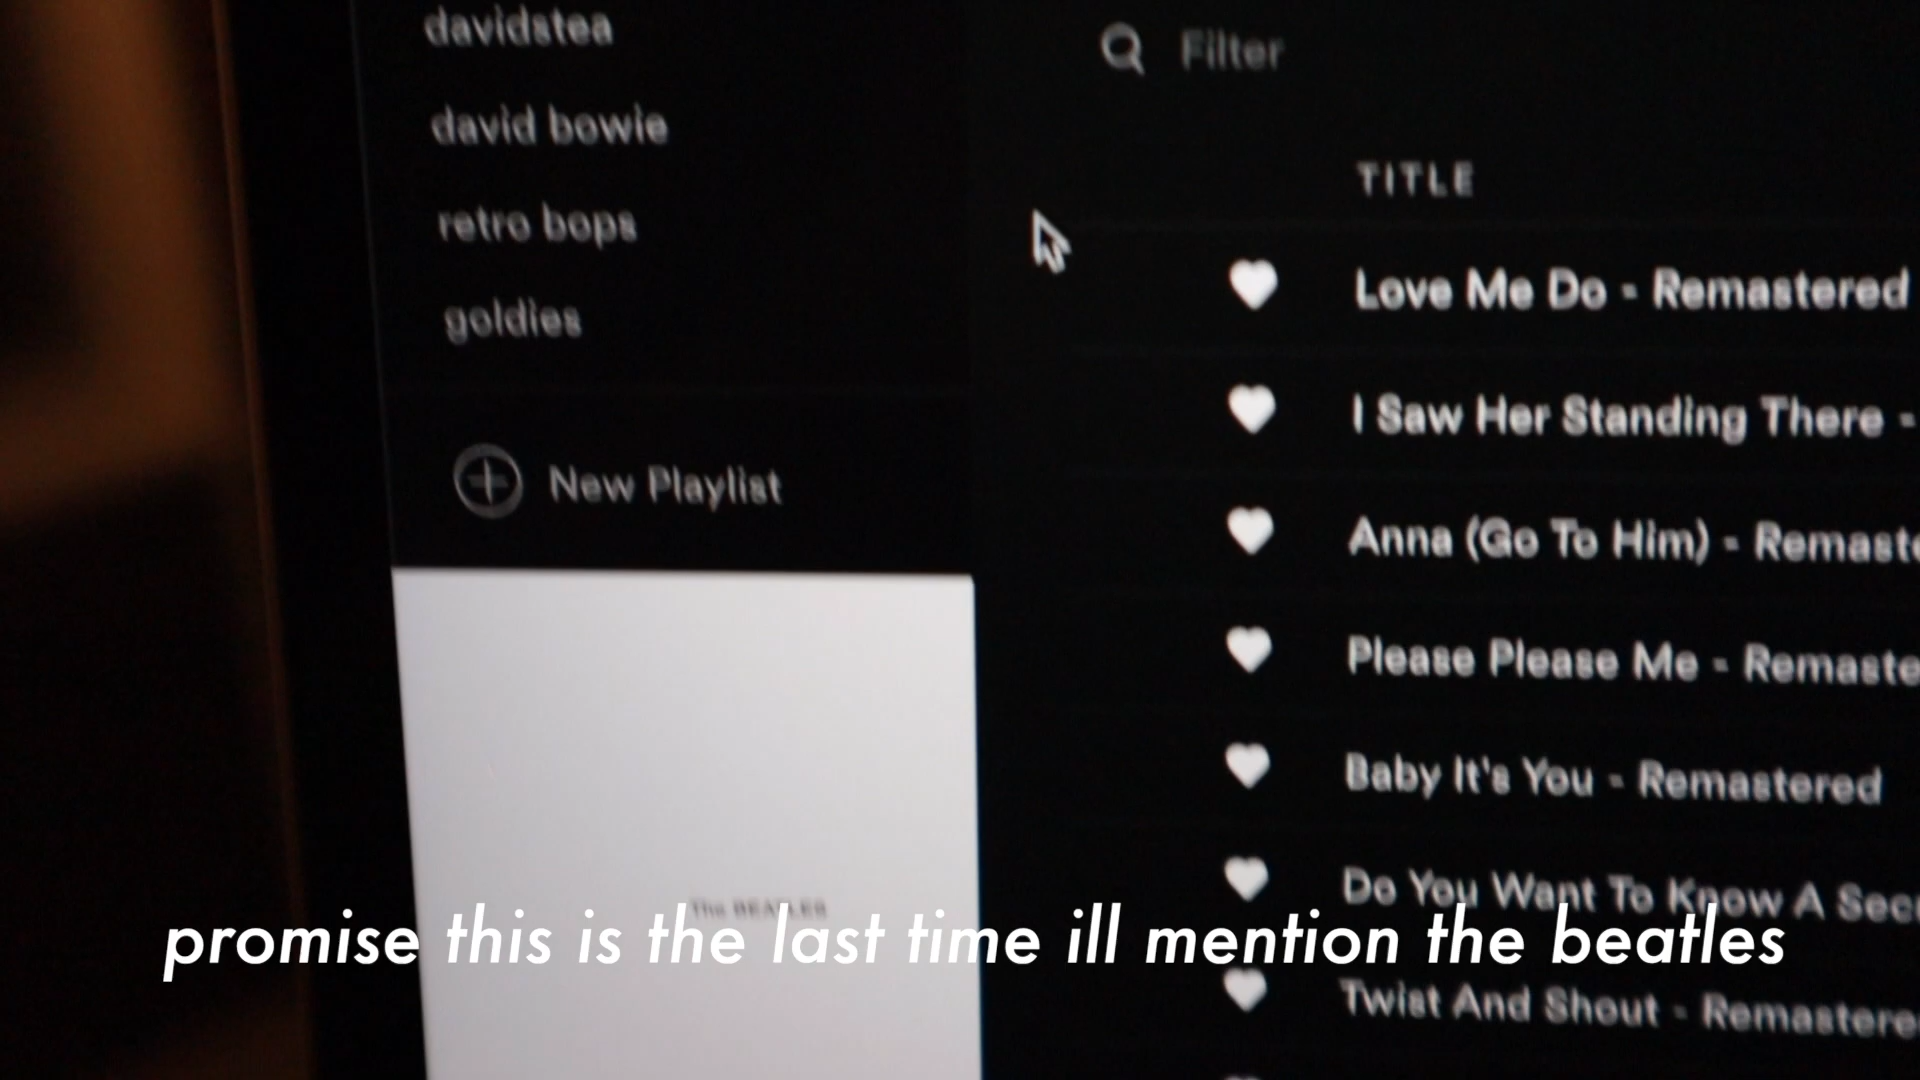 davidstea
david bowie
retro bops
goldies
New Playlist
The BEATLES
Filter
TITLE
Love Me Do - Remastered
I Saw Her Standing There -
Anna (Go To Him) - Remaste
Please Please Me - Remaste
Baby It's You - Remastered
Do You Want To Know A Sec
Twist And Shout - Remastere
promise this is the last time ill mention the beatles